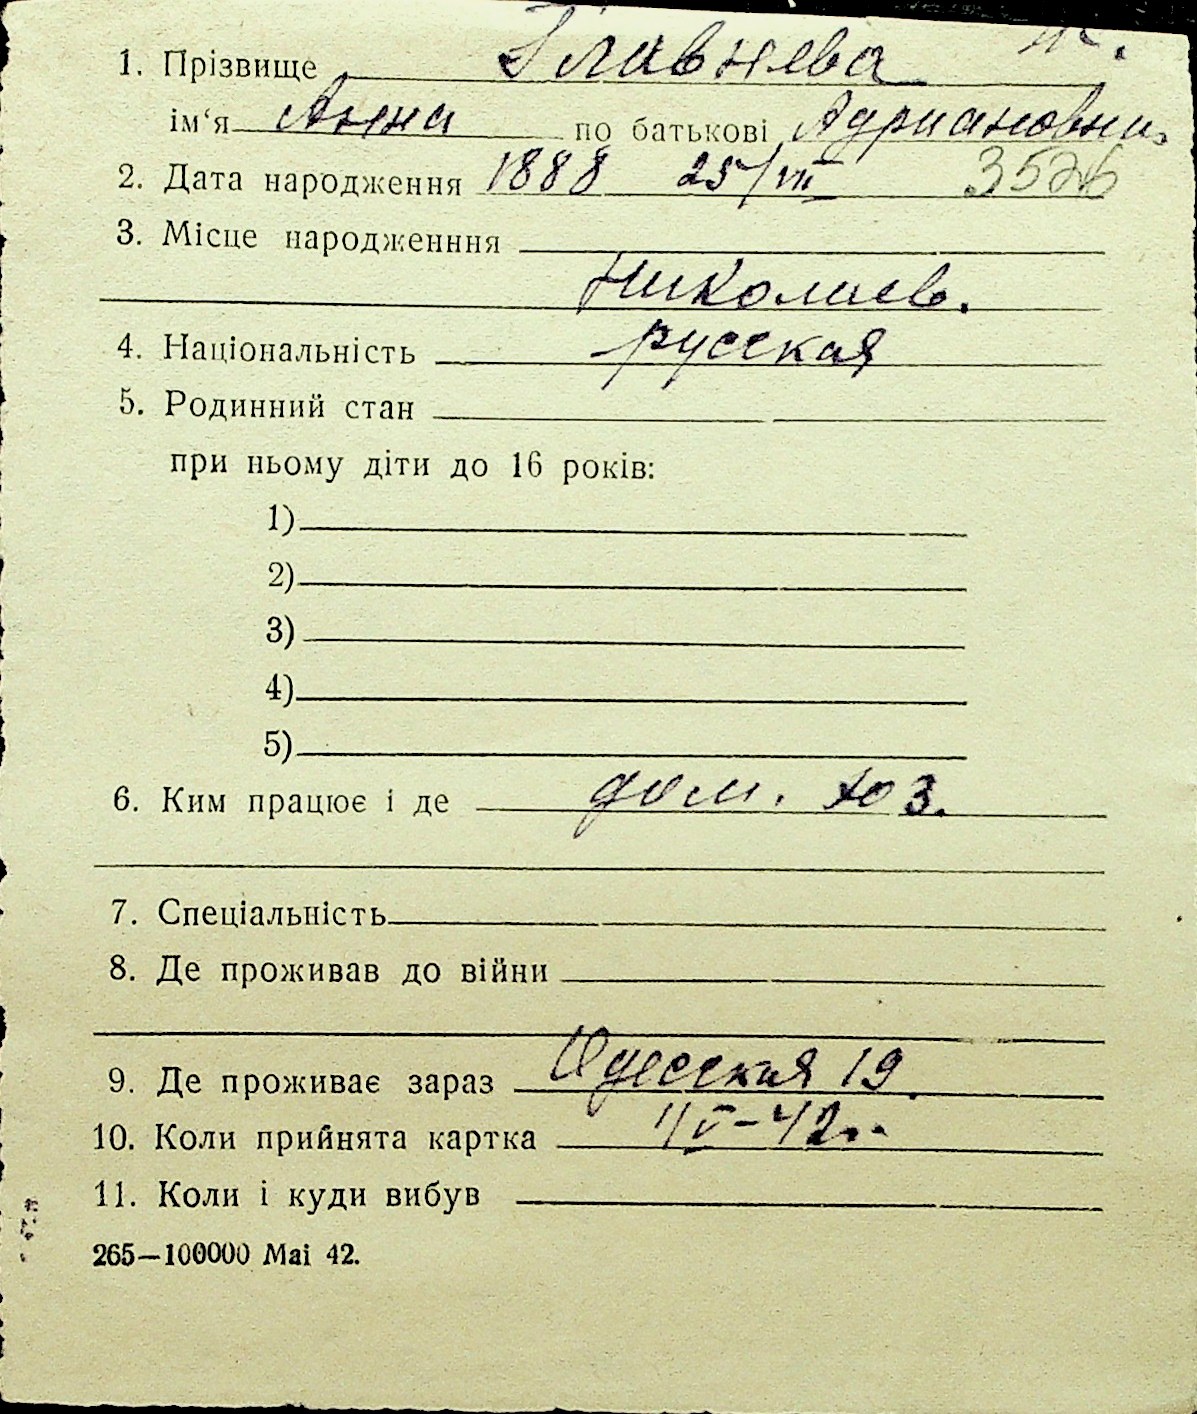 1. Прізвище Главнева
ім‘я Анна по батькові Адриановна
2. Дата народження 1888 25/VII 3526
3. Місце народженння
Николаев.
4. Національність русская
5. Родинний стан
при ньому діти до 16 років:
1)
2)
3)
4)
5)
6. Ким працює і де дом. хоз.
7. Спеціальність
8. Де проживав до війни
9. Де проживає зараз Одесская 19.
10. Коли прийнята картка
11. Коли і куди вибув
265—100000 Mai 42.